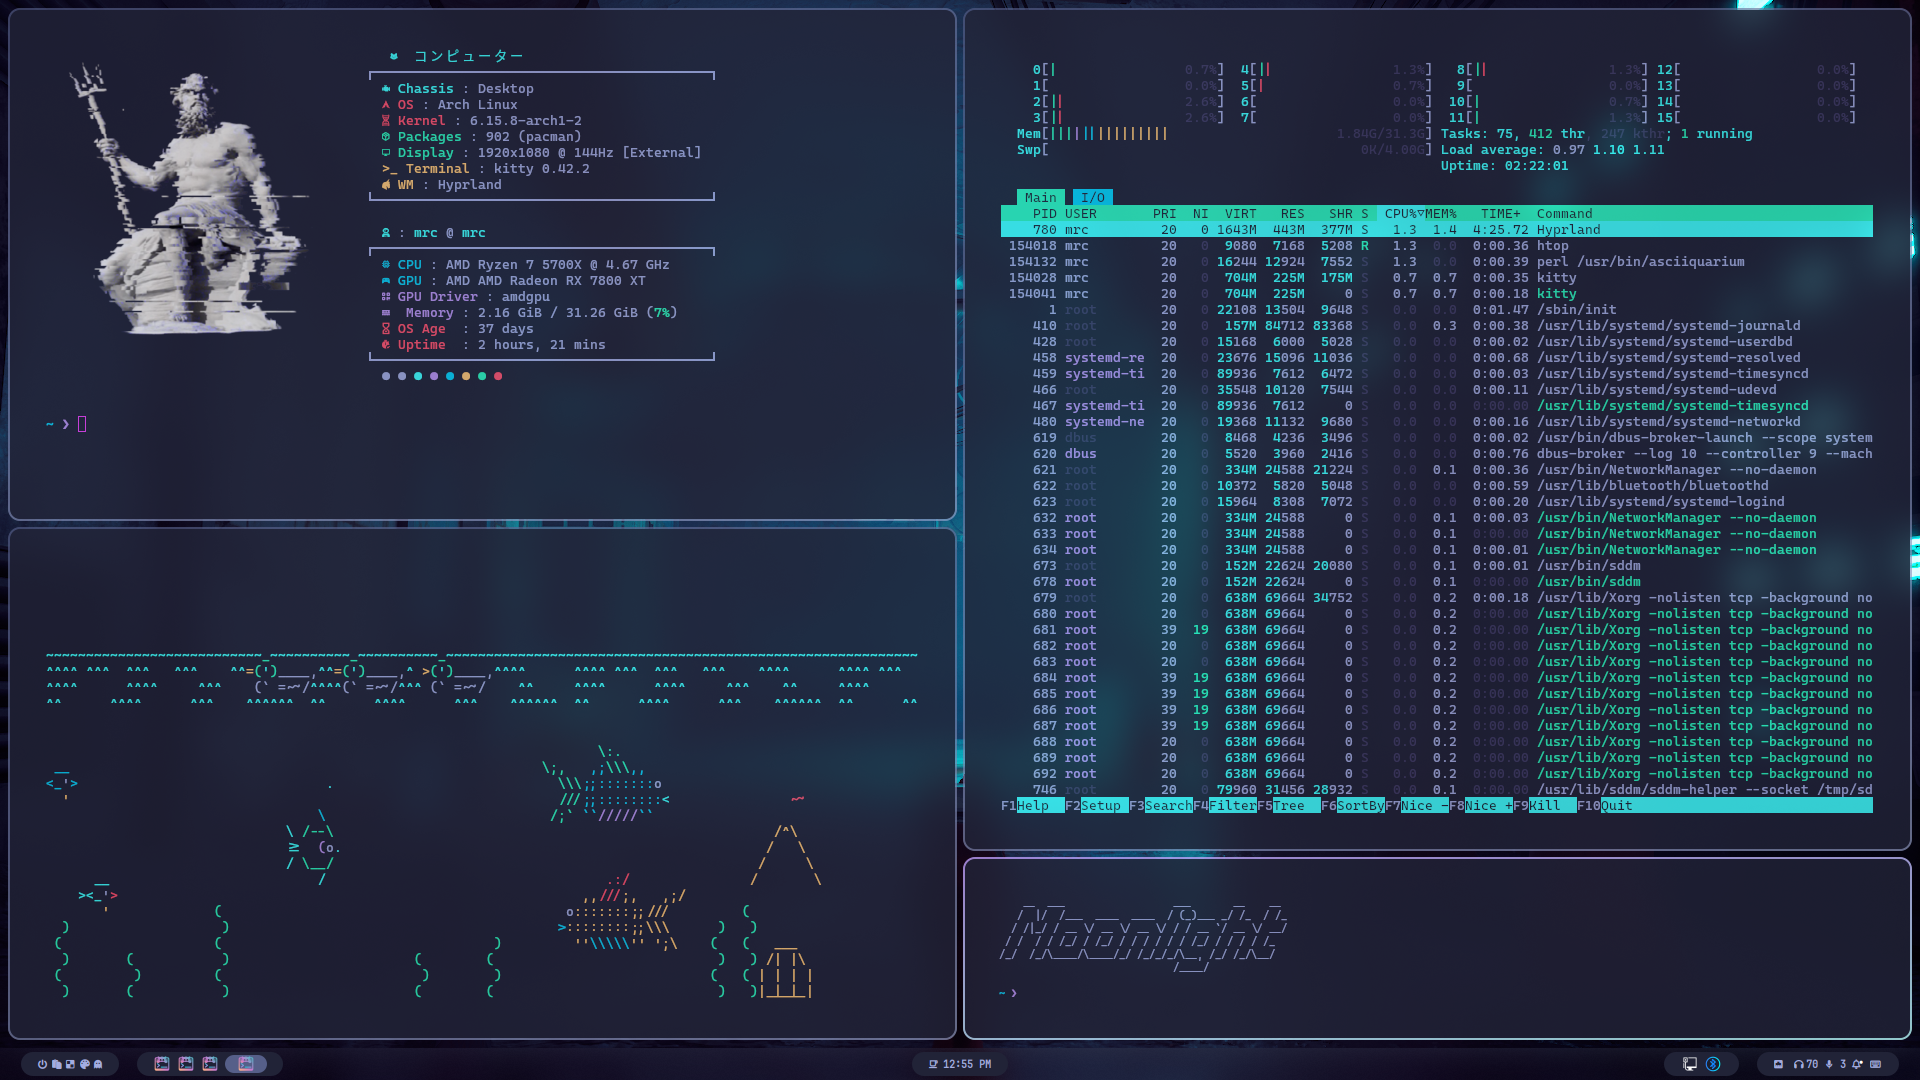 コンピューター
Chassis : Desktop
OS : Arch Linux
Kernel : 6.15.8-arch1-2
Packages : 902 (pacman)
Display : 1920x1080 @ 144Hz [External]
>_ Terminal : kitty 0.42.2
WM : Hyprland
: mrc @ mrc
CPU : AMD Ryzen 7 5700X @ 4.67 GHz
GPU : AMD AMD Radeon RX 7800 XT
GPU Driver : amdgpu
Memory : 2.16 GiB / 31.26 GiB (7%)
OS Age : 37 days
Uptime : 2 hours, 21 mins
~ ❯
0[| 0.7%] 4[|| 1.3%] 8[|| 1.3%] 12[ 0.0%]
1[ 0.0%] 5[| 0.7%] 9[ 0.0%] 13[ 0.0%]
2[|| 2.6%] 6[ 0.0%] 10[| 0.7%] 14[ 0.0%]
3[|| 2.6%] 7[ 0.0%] 11[| 1.3%] 15[ 0.0%]
Mem[||||||||||||||| 1.84G/31.3G] Tasks: 75, 412 thr, 247 kthr; 1 running
Swp[ 0K/4.00G] Load average: 0.97 1.10 1.11
Uptime: 02:22:01
Main I/O
PID USER PRI NI VIRT RES SHR S CPU%▽MEM% TIME+ Command
780 mrc 20 0 1643M 443M 377M S 1.3 1.4 4:25.72 Hyprland
154018 mrc 20 0 9080 7168 5208 R 1.3 0.0 0:00.36 htop
154132 mrc 20 0 16244 12924 7552 S 1.3 0.0 0:00.39 perl /usr/bin/asciiquarium
154028 mrc 20 0 704M 225M 175M S 0.7 0.7 0:00.35 kitty
154041 mrc 20 0 704M 225M 0 S 0.7 0.7 0:00.18 kitty
1 root 20 0 22108 13504 9648 S 0.0 0.0 0:01.47 /sbin/init
410 root 20 0 157M 84712 83368 S 0.0 0.3 0:00.38 /usr/lib/systemd/systemd-journald
428 root 20 0 15168 6000 5028 S 0.0 0.0 0:00.02 /usr/lib/systemd/systemd-userdbd
458 systemd-re 20 0 23676 15096 11036 S 0.0 0.0 0:00.68 /usr/lib/systemd/systemd-resolved
459 systemd-ti 20 0 89936 7612 6472 S 0.0 0.0 0:00.03 /usr/lib/systemd/systemd-timesyncd
466 root 20 0 35548 10120 7544 S 0.0 0.0 0:00.11 /usr/lib/systemd/systemd-udevd
467 systemd-ti 20 0 89936 7612 0 S 0.0 0.0 0:00.00 /usr/lib/systemd/systemd-timesyncd
480 systemd-ne 20 0 19368 11132 9680 S 0.0 0.0 0:00.16 /usr/lib/systemd/systemd-networkd
619 dbus 20 0 8468 4236 3496 S 0.0 0.0 0:00.02 /usr/bin/dbus-broker-launch --scope system
620 dbus 20 0 5520 3960 2416 S 0.0 0.0 0:00.76 dbus-broker --log 10 --controller 9 --mach
621 root 20 0 334M 24588 21224 S 0.0 0.1 0:00.36 /usr/bin/NetworkManager --no-daemon
622 root 20 0 10372 5820 5048 S 0.0 0.0 0:00.59 /usr/lib/bluetooth/bluetoothd
623 root 20 0 15964 8308 7072 S 0.0 0.0 0:00.20 /usr/lib/systemd/systemd-logind
632 root 20 0 334M 24588 0 S 0.0 0.1 0:00.03 /usr/bin/NetworkManager --no-daemon
633 root 20 0 334M 24588 0 S 0.0 0.1 0:00.00 /usr/bin/NetworkManager --no-daemon
634 root 20 0 334M 24588 0 S 0.0 0.1 0:00.01 /usr/bin/NetworkManager --no-daemon
673 root 20 0 152M 22624 20080 S 0.0 0.1 0:00.01 /usr/bin/sddm
678 root 20 0 152M 22624 0 S 0.0 0.1 0:00.00 /usr/bin/sddm
679 root 20 0 638M 69664 34752 S 0.0 0.2 0:00.18 /usr/lib/Xorg -nolisten tcp -background no
680 root 20 0 638M 69664 0 S 0.0 0.2 0:00.00 /usr/lib/Xorg -nolisten tcp -background no
681 root 39 19 638M 69664 0 S 0.0 0.2 0:00.00 /usr/lib/Xorg -nolisten tcp -background no
682 root 20 0 638M 69664 0 S 0.0 0.2 0:00.00 /usr/lib/Xorg -nolisten tcp -background no
683 root 20 0 638M 69664 0 S 0.0 0.2 0:00.00 /usr/lib/Xorg -nolisten tcp -background no
684 root 39 19 638M 69664 0 S 0.0 0.2 0:00.00 /usr/lib/Xorg -nolisten tcp -background no
685 root 39 19 638M 69664 0 S 0.0 0.2 0:00.00 /usr/lib/Xorg -nolisten tcp -background no
686 root 39 19 638M 69664 0 S 0.0 0.2 0:00.00 /usr/lib/Xorg -nolisten tcp -background no
687 root 39 19 638M 69664 0 S 0.0 0.2 0:00.00 /usr/lib/Xorg -nolisten tcp -background no
688 root 20 0 638M 69664 0 S 0.0 0.2 0:00.00 /usr/lib/Xorg -nolisten tcp -background no
689 root 20 0 638M 69664 0 S 0.0 0.2 0:00.00 /usr/lib/Xorg -nolisten tcp -background no
692 root 20 0 638M 69664 0 S 0.0 0.2 0:00.00 /usr/lib/Xorg -nolisten tcp -background no
746 root 20 0 79960 31456 28932 S 0.0 0.1 0:00.01 /usr/lib/sddm/sddm-helper --socket /tmp/sd
F1Help F2Setup F3SearchF4FilterF5Tree F6SortByF7Nice -F8Nice +F9Kill F10Quit
~ ❯
12:55 PM
70 3